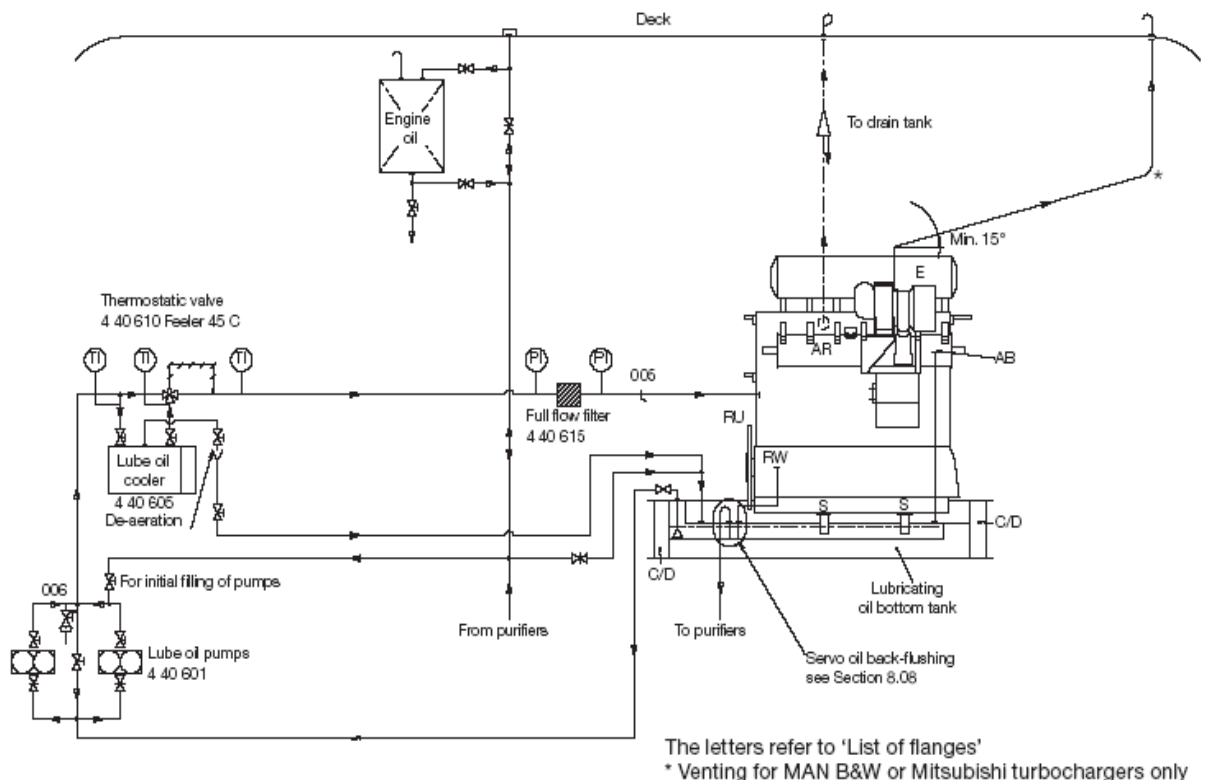 Deck
Engine
oil
To drain tank
*
Min. 15°
E
Thermostatic valve
4 40 610 Feeler 45 C
TI
TI
TI
PI
PI
005
AR
AB
Full flow filter
4 40 615
RU
RW
Lube oil
cooler
4 40 605
De-aeration
S
S
C/D
C/D
For initial filling of pumps
006
Lubricating
oil bottom tank
From purifiers
To purifiers
Lube oil pumps
4 40 601
Servo oil back-flushing
see Section 8.08
The letters refer to 'List of flanges'
* Venting for MAN B&W or Mitsubishi turbochargers only